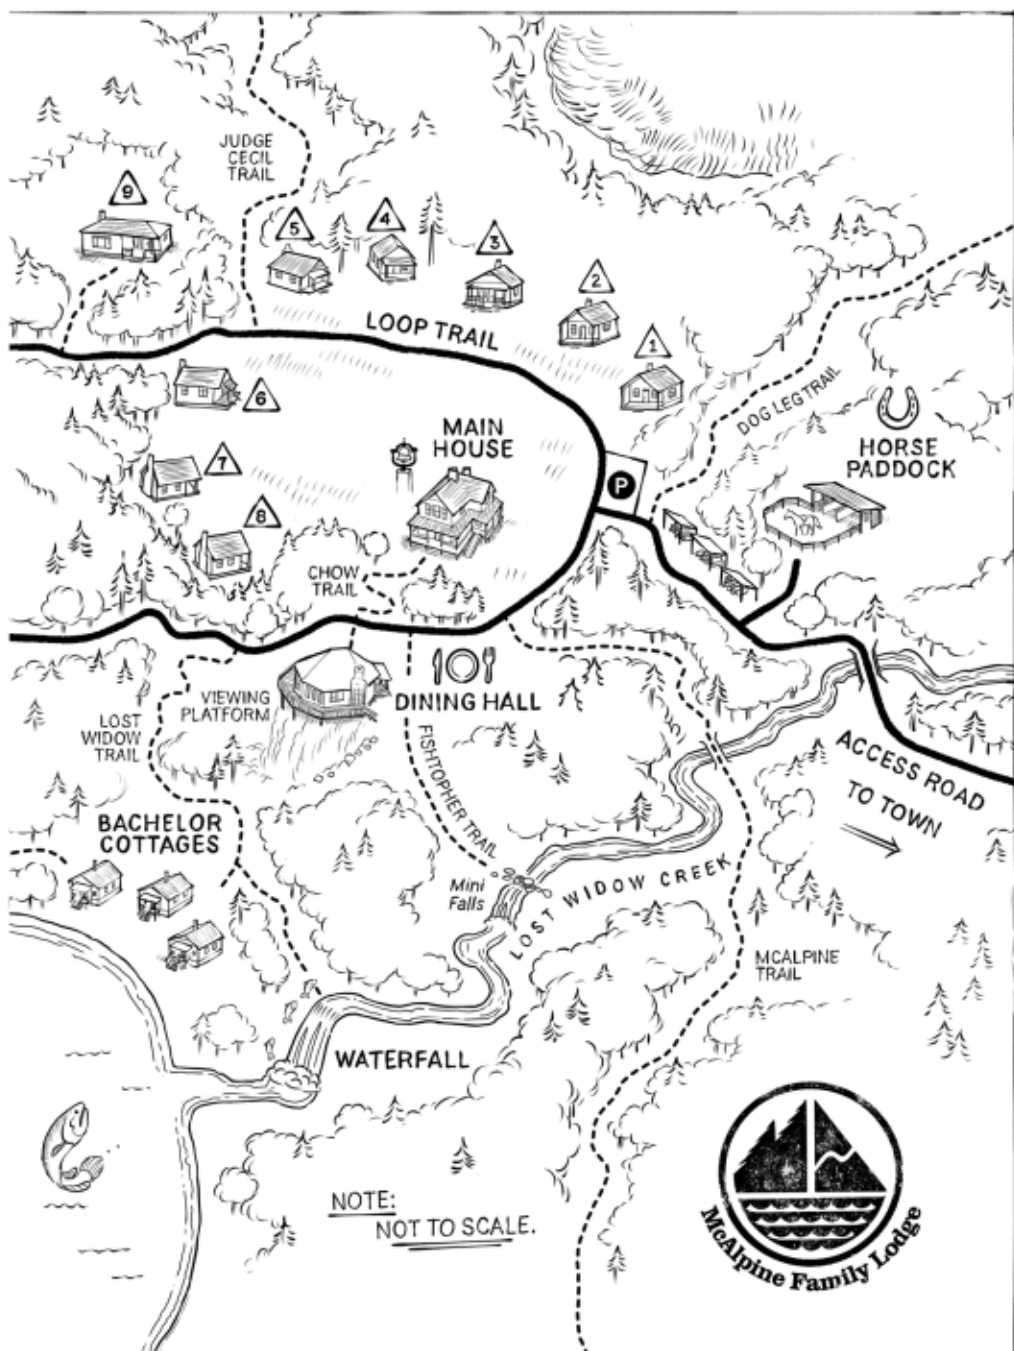 JUDGE
CECIL
TRAIL
9
5
4
3
2
1
LOOP TRAIL
6
7
8
MAIN
HOUSE
P
DOG LEG TRAIL
HORSE
PADDOCK
CHOW
TRAIL
VIEWING
PLATFORM
DINING HALL
LOST
WIDOW
TRAIL
FISHTOPHER TRAIL
ACCESS ROAD
TO TOWN
BACHELOR
COTTAGES
Mini
Falls
LOST WIDOW CREEK
MCALPINE
TRAIL
WATERFALL
NOTE:
NOT TO SCALE.
McAlpine Family Lodge